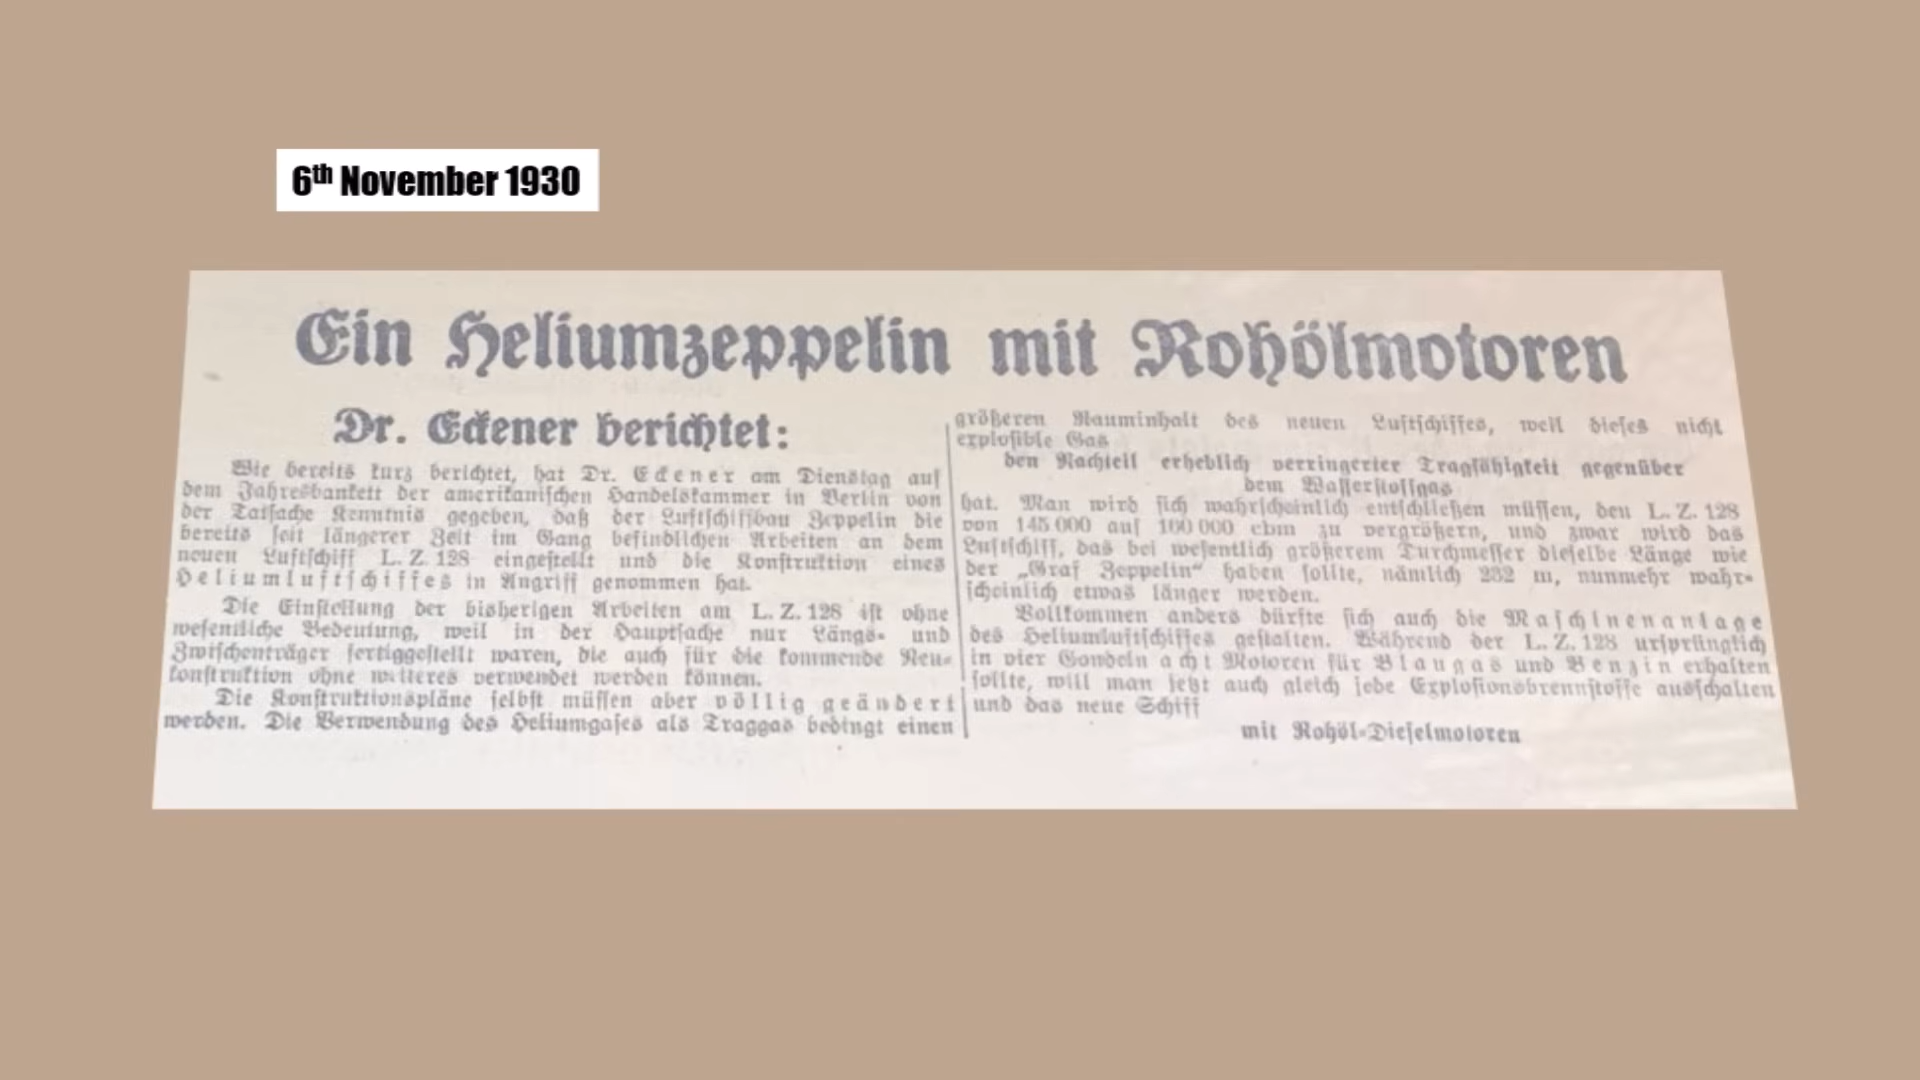 6th November 1930
Ein Heliumzeppelin mit Rohölmotoren
Dr. Eckener berichtet:
Wie bereits kurz berichtet, hat Dr. Eckener am Dienstag auf
dem Jahresbankett der amerikanischen Handelskammer in Berlin von
der Tatsache Kenntnis gegeben, daß der Luftschiffbau Zeppelin die
bereits seit längerer Zeit im Gang befindlichen Arbeiten an dem
neuen Luftschiff L. Z. 128 eingestellt und die Konstruktion eines
Heliumluftschiffes in Angriff genommen hat.
Die Einstellung der bisherigen Arbeiten am L. Z. 128 ist ohne
wesentliche Bedeutung, weil in der Hauptsache nur Längs- und
Zwischenträger fertiggestellt waren, die auch für die kommende Neu-
konstruktion ohne weiteres verwendet werden können.
Die Konstruktionspläne selbst müssen aber völlig geändert
werden. Die Verwendung des Heliumgases als Traggas bedingt einen
größeren Rauminhalt des neuen Luftschiffes, weil dieses nicht
explosible Gas
den Nachteil erheblich verringerter Tragfähigkeit gegenüber
dem Wasserstoffgas
hat. Man wird sich wahrscheinlich entschließen müssen, den L. Z. 128
von 145 000 auf 160 000 cbm zu vergrößern, und zwar wird das
Luftschiff, das bei wesentlich größerem Durchmesser dieselbe Länge wie
der „Graf Zeppelin“ haben sollte, nämlich 232 m, nunmehr wahr-
scheinlich etwas länger werden.
Vollkommen anders dürfte sich auch die Maschinenanlage
des Heliumluftschiffes gestalten. Während der L. Z. 128 ursprünglich
in vier Gondeln acht Motoren für Blaugas und Benzin erhalten
sollte, will man jetzt auch gleich jede Explosionsbrennstoffe ausschalten
und das neue Schiff
mit Rohöl-Dieselmotoren